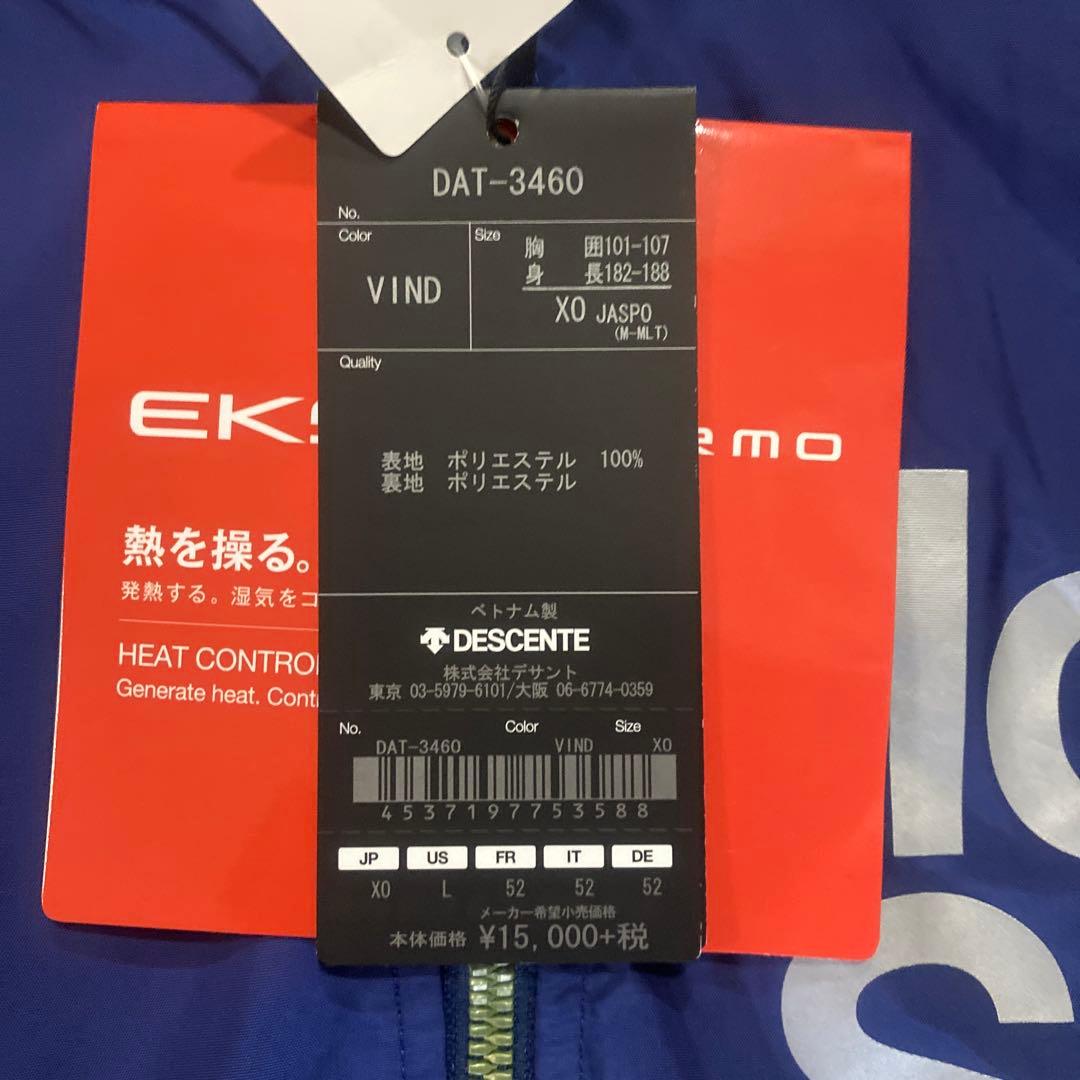 DAT-3460
No.
Color
VIND
Size
胸 囲101-107
身 長182-188
XO JASPO
(M-MLT)
Quality
表地 ポリエステル 100%
裏地 ポリエステル
ベトナム製
DESCENTE
株式会社デサント
東京 03-5979-6101/大阪 06-6774-0359
No. Color Size
DAT-3460 VIND XO
4537197753588
JP US FR IT DE
XO L 52 52 52
メーカー希望小売価格
本体価格 ¥15,000+税
EKS
RMO
熱を操る。
発熱する。湿気をコ
HEAT CONTROL
Generate heat. Cont